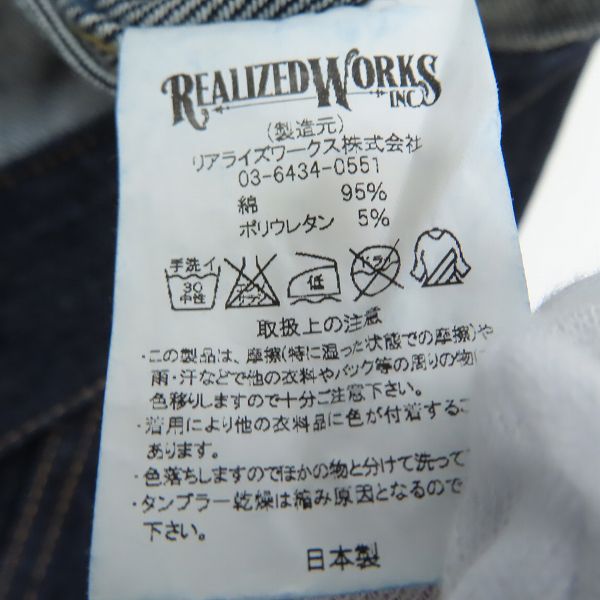 REALIZED WORKS
INC.
(製造元)
リアライズワークス株式会社
03-6434-0551
綿 95%
ポリウレタン 5%
手洗イ
30
中性
低
取扱上の注意
・この製品は、摩擦(特に湿った状態での摩擦)や
雨・汗などで他の衣料やバック等の周りの物に
色移りしますので十分ご注意下さい。
・着用により他の衣料品に色が付着するこ
あります。
・色落ちしますのでほかの物と分けて洗って
・タンブラー乾燥は縮み原因となるので
下さい。
日本製